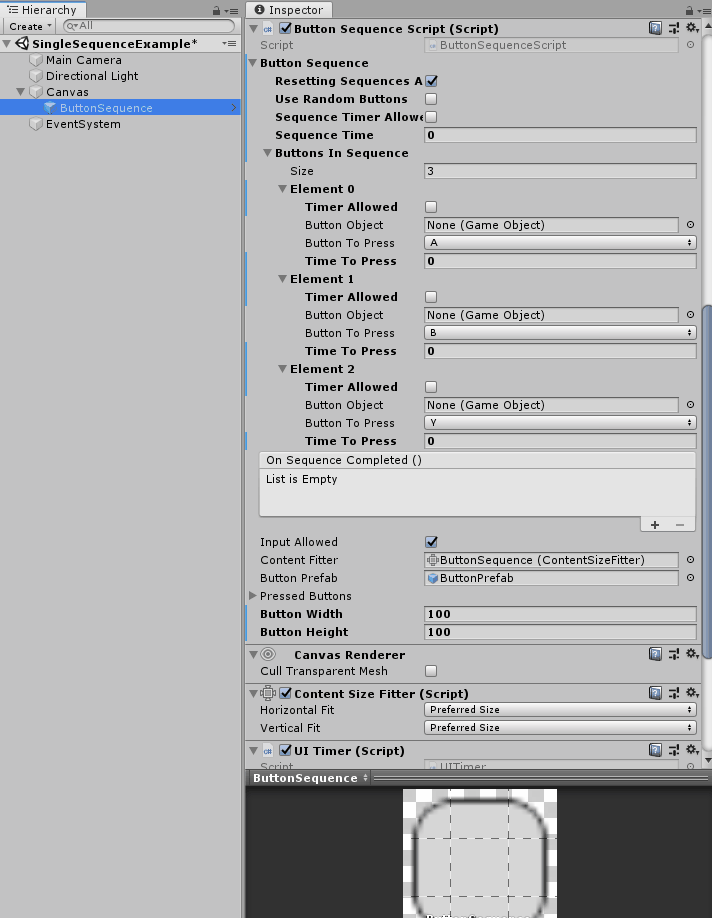 Hierarchy
Create
All
SingleSequenceExample*
Main Camera
Directional Light
Canvas
ButtonSequence
EventSystem
Inspector
Button Sequence Script (Script)
Script ButtonSequenceScript
Button Sequence
Resetting Sequences A
Use Random Buttons
Sequence Timer Allowe
Sequence Time 0
Buttons In Sequence
Size 3
Element 0
Timer Allowed
Button Object None (Game Object)
Button To Press A
Time To Press 0
Element 1
Timer Allowed
Button Object None (Game Object)
Button To Press B
Time To Press 0
Element 2
Timer Allowed
Button Object None (Game Object)
Button To Press Y
Time To Press 0
On Sequence Completed ()
List is Empty
+ −
Input Allowed
Content Fitter ButtonSequence (ContentSizeFitter)
Button Prefab ButtonPrefab
Pressed Buttons
Button Width 100
Button Height 100
Canvas Renderer
Cull Transparent Mesh
c# Content Size Fitter (Script)
Horizontal Fit Preferred Size
Vertical Fit Preferred Size
UI Timer (Script)
Script UITimer
ButtonSequence